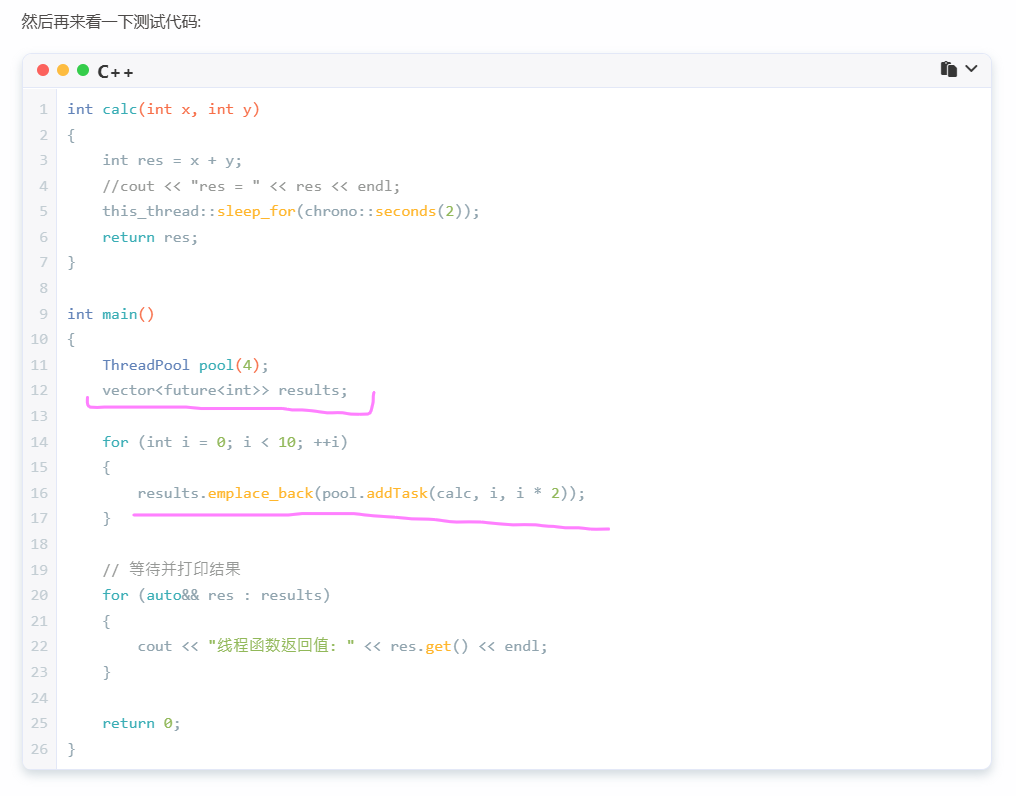 然后再来看一下测试代码:
C++
1 int calc(int x, int y)
2 {
3     int res = x + y;
4     //cout << "res = " << res << endl;
5     this_thread::sleep_for(chrono::seconds(2));
6     return res;
7 }
8
9 int main()
10 {
11     ThreadPool pool(4);
12     vector<future<int>> results;
13
14     for (int i = 0; i < 10; ++i)
15     {
16         results.emplace_back(pool.addTask(calc, i, i * 2));
17     }
18
19     // 等待并打印结果
20     for (auto&& res : results)
21     {
22         cout << "线程函数返回值: " << res.get() << endl;
23     }
24
25     return 0;
26 }